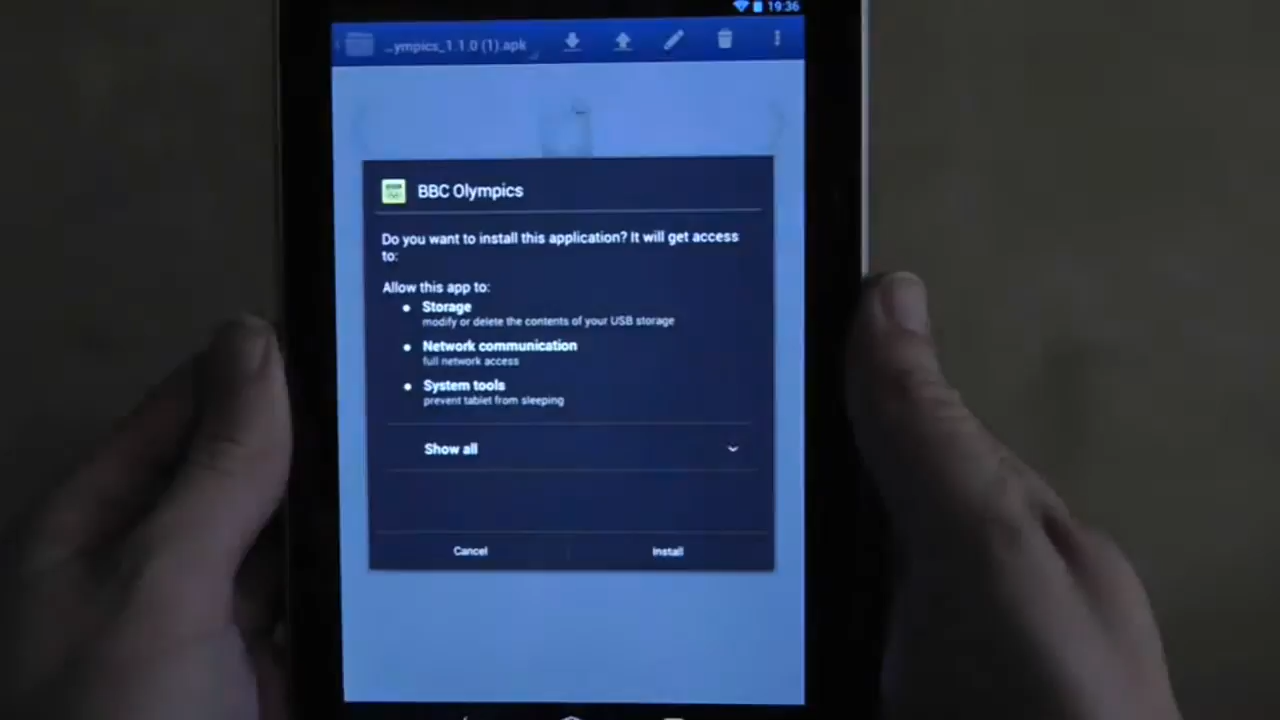 19:36
..ympics_1.1.0 (1).apk
BBC Olympics
Do you want to install this application? It will get access
to:
Allow this app to:
Storage
modify or delete the contents of your USB storage
Network communication
full network access
System tools
prevent tablet from sleeping
Show all
Cancel
Install